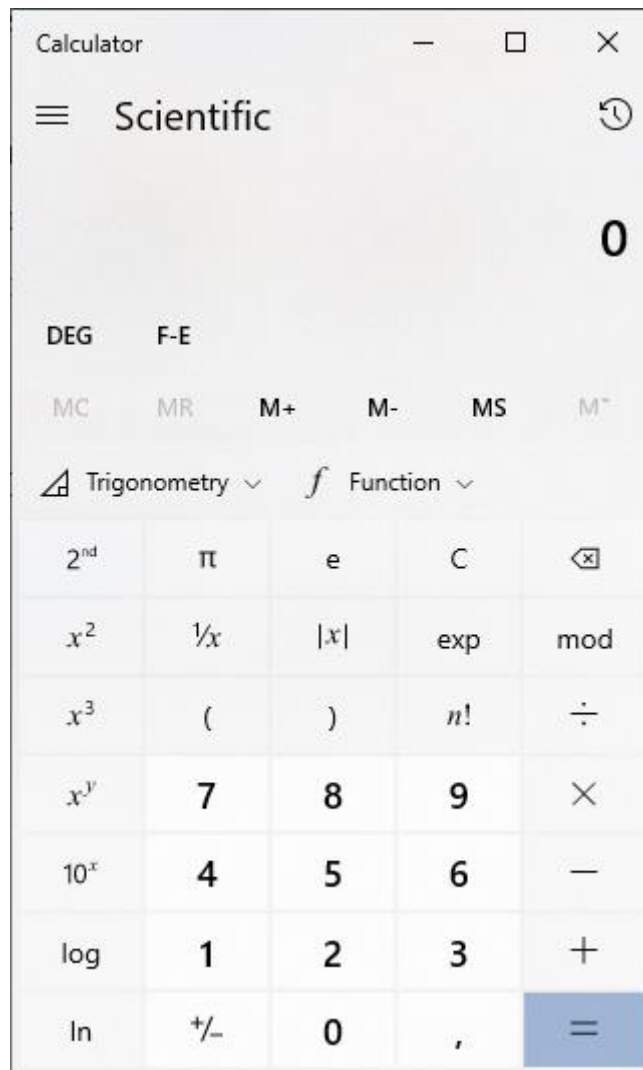 Calculator
Scientific
0
DEG F-E
MC MR M+ M- MS M˅
Trigonometry f Function
2ⁿᵈ π e C
x² ¹/x |x| exp mod
x³ ( ) n! ÷
xʸ 7 8 9 ×
10ˣ 4 5 6 −
log 1 2 3 +
ln +/− 0 , =